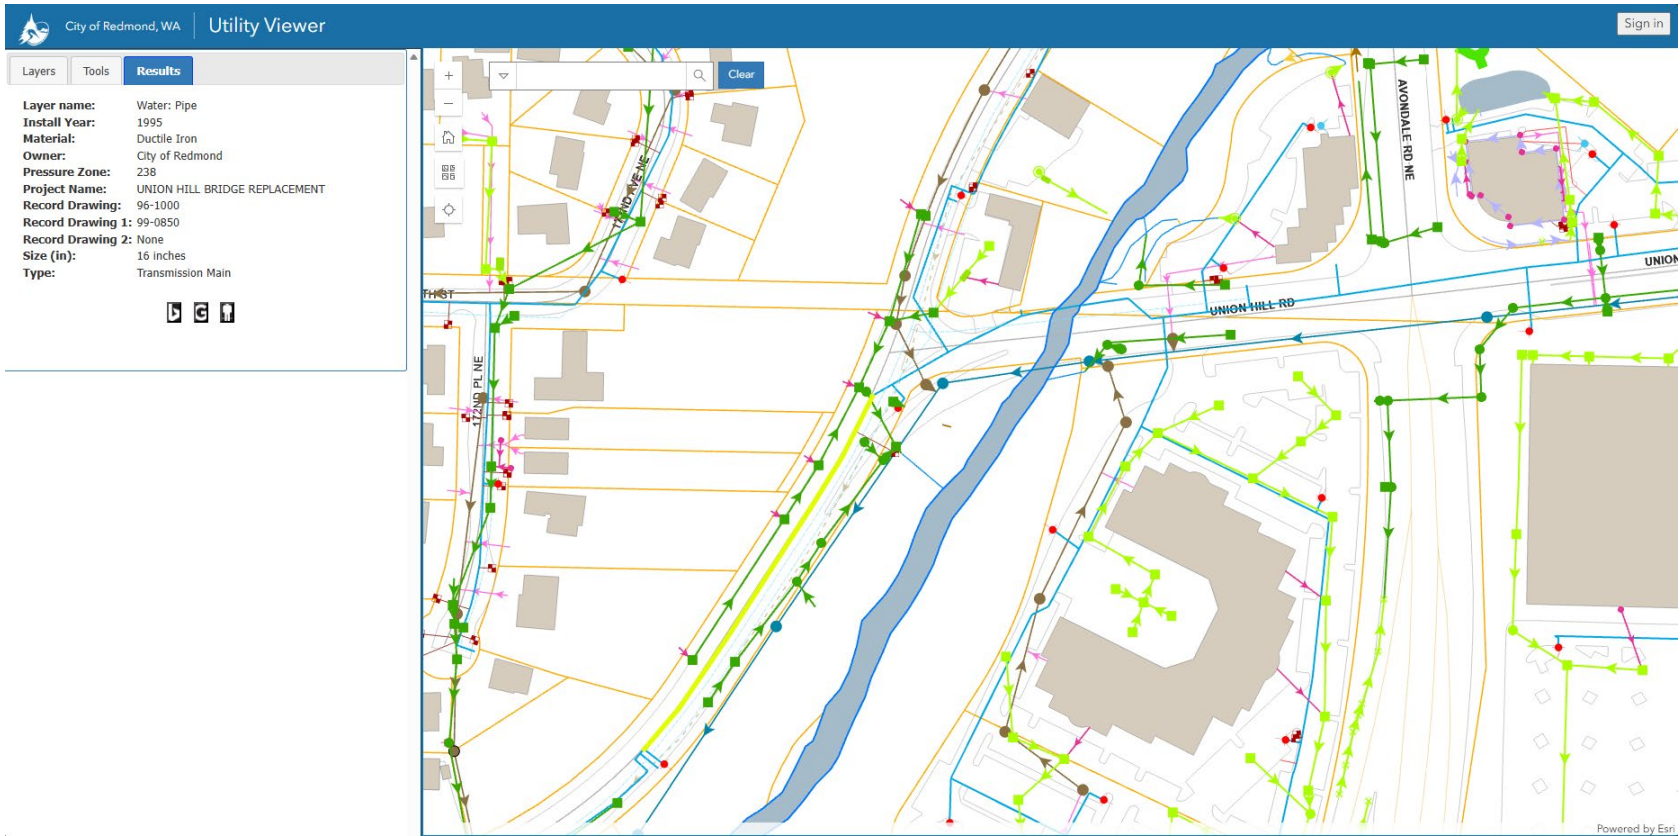 City of Redmond, WA
Utility Viewer
Sign in
Layers
Tools
Results
Layer name: Water: Pipe
Install Year: 1995
Material: Ductile Iron
Owner: City of Redmond
Pressure Zone: 238
Project Name: UNION HILL BRIDGE REPLACEMENT
Record Drawing: 96-1000
Record Drawing 1: 99-0850
Record Drawing 2: None
Size (in): 16 inches
Type: Transmission Main
+
−
Clear
AVONDALE RD NE
UNION
UNION HILL RD
TH ST
172ND PL NE
Powered by Esri